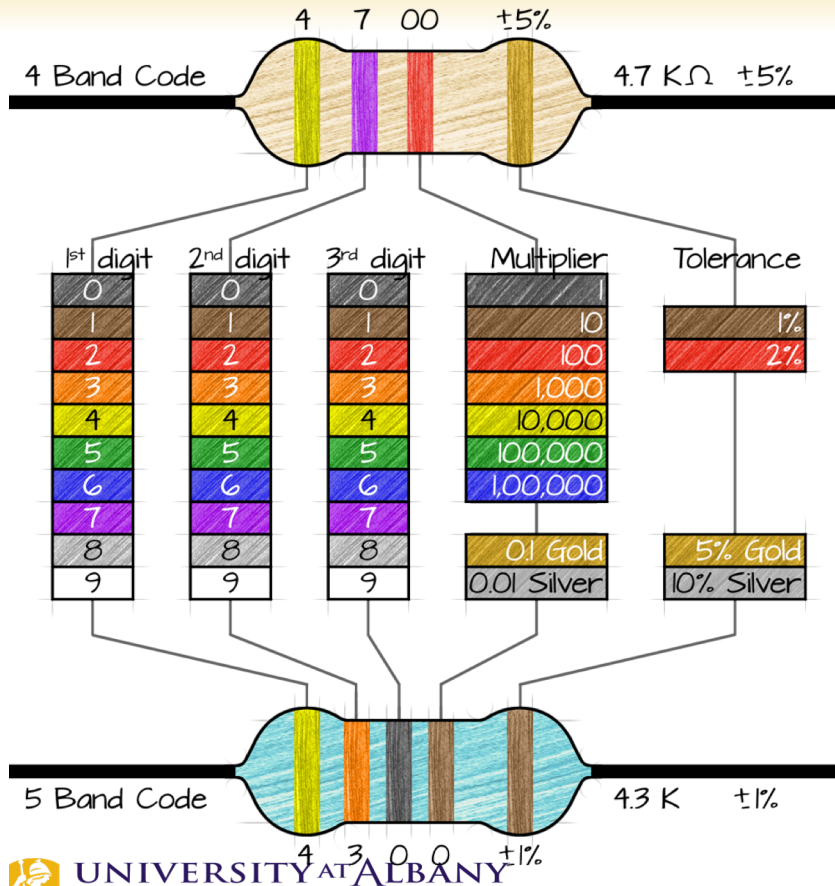 4 7 00 ±5%
4 Band Code 4.7 KΩ ±5%
1st digit 2nd digit 3rd digit Multiplier Tolerance
0 0 0 1
1 1 1 10 1%
2 2 2 100 2%
3 3 3 1,000
4 4 4 10,000
5 5 5 100,000
6 6 6 1,00,000
7 7 7
8 8 8 0.1 Gold 5% Gold
9 9 9 0.01 Silver 10% Silver
5 Band Code 4.3 K ±1%
4 3 0 0 ±1%
UNIVERSITY AT ALBANY